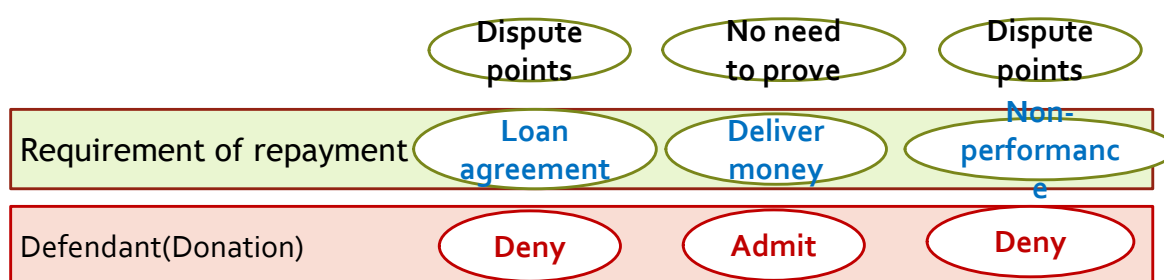 Dispute
points
No need
to prove
Dispute
points
Requirement of repayment
Loan
agreement
Deliver
money
Non-
performanc
e
Defendant(Donation)
Deny
Admit
Deny